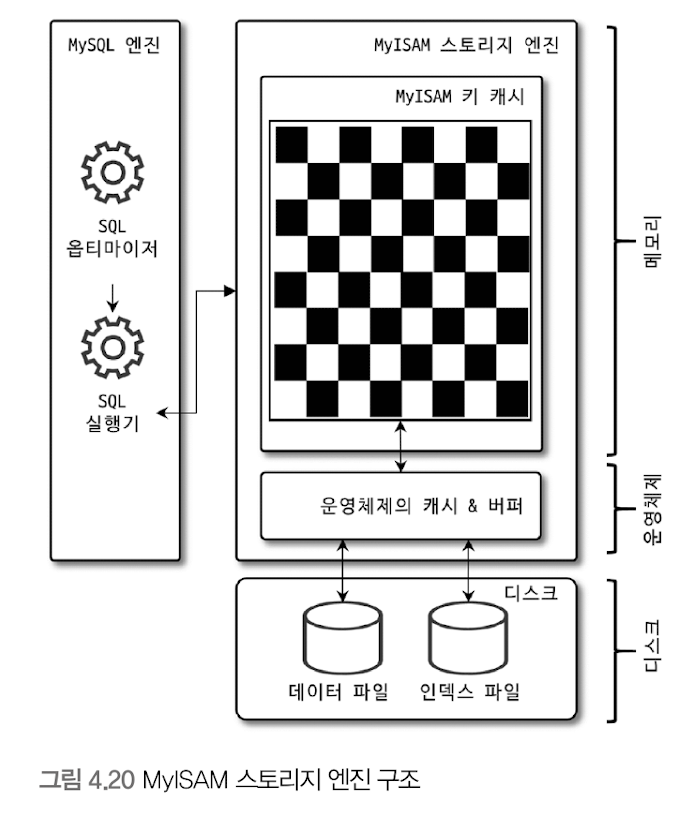 MySQL 엔진
SQL
옵티마이저
SQL
실행기
MyISAM 스토리지 엔진
MyISAM 키 캐시
운영체제의 캐시 & 버퍼
디스크
데이터 파일
인덱스 파일
메모리
운영체제
디스크
그림 4.20 MyISAM 스토리지 엔진 구조